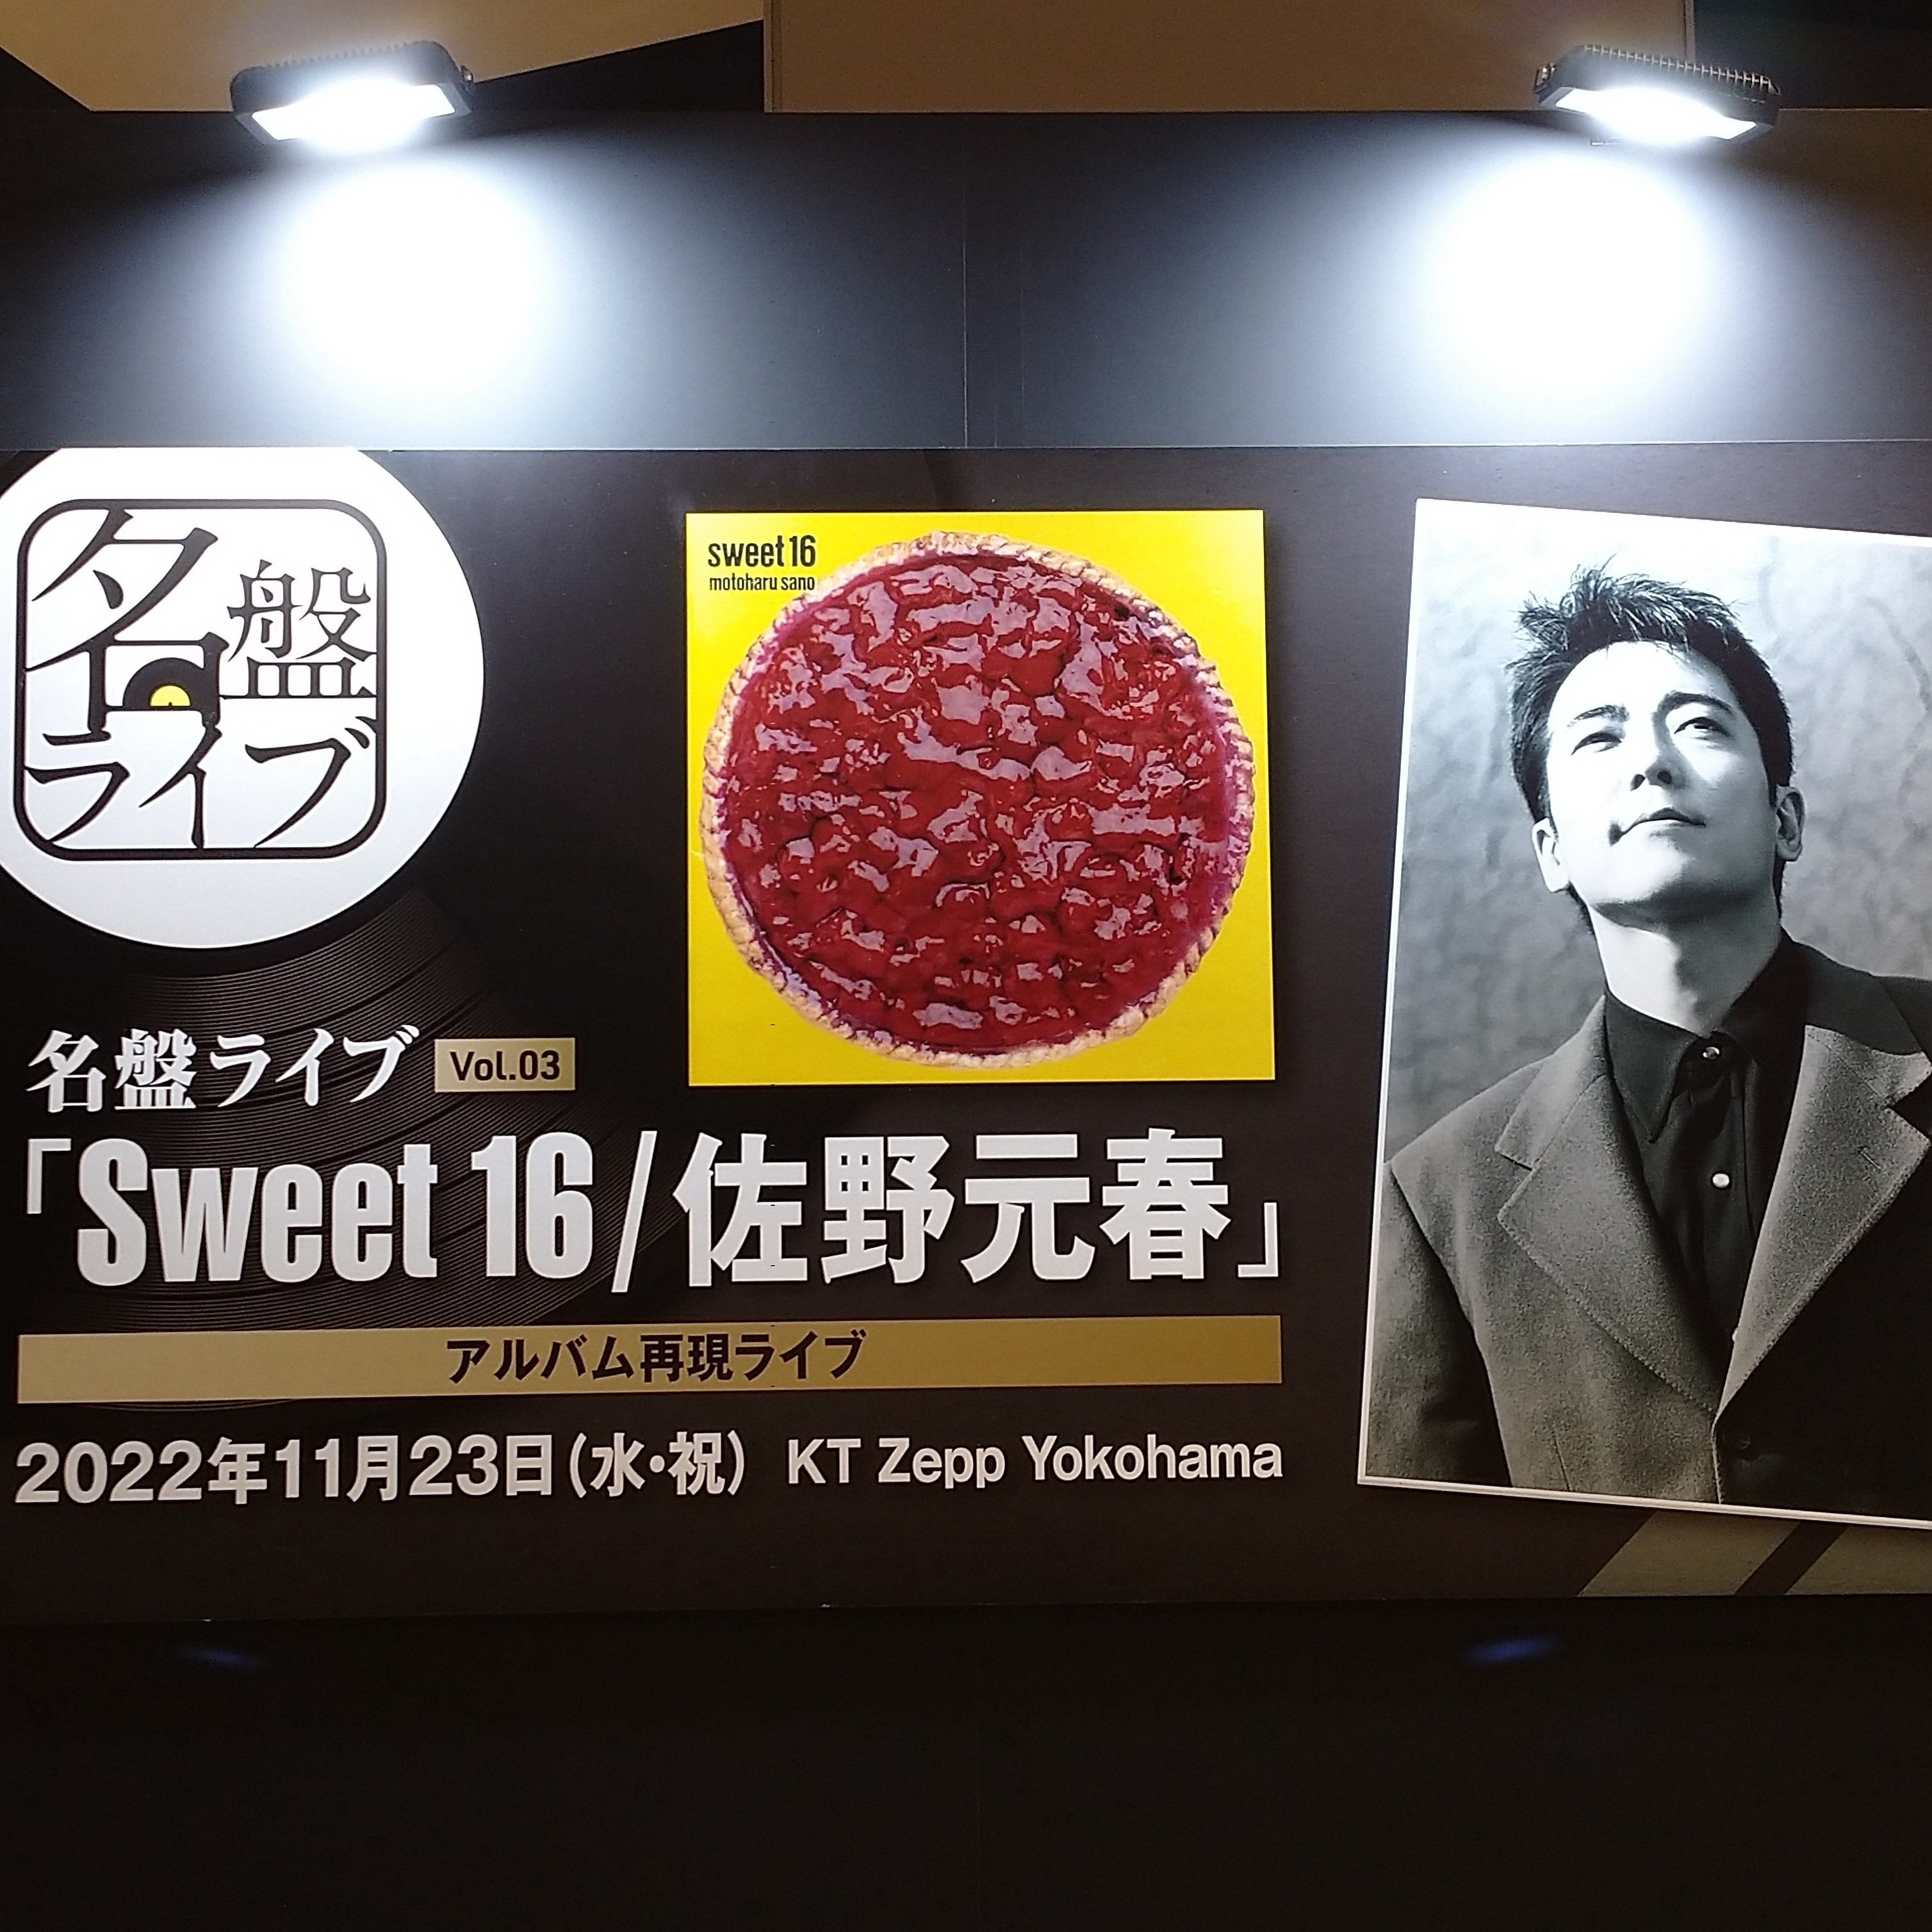 名盤
ライブ
sweet 16
motoharu sano
名盤ライブ Vol.03
「Sweet 16/佐野元春」
アルバム再現ライブ
2022年11月23日(水・祝) KT Zepp Yokohama